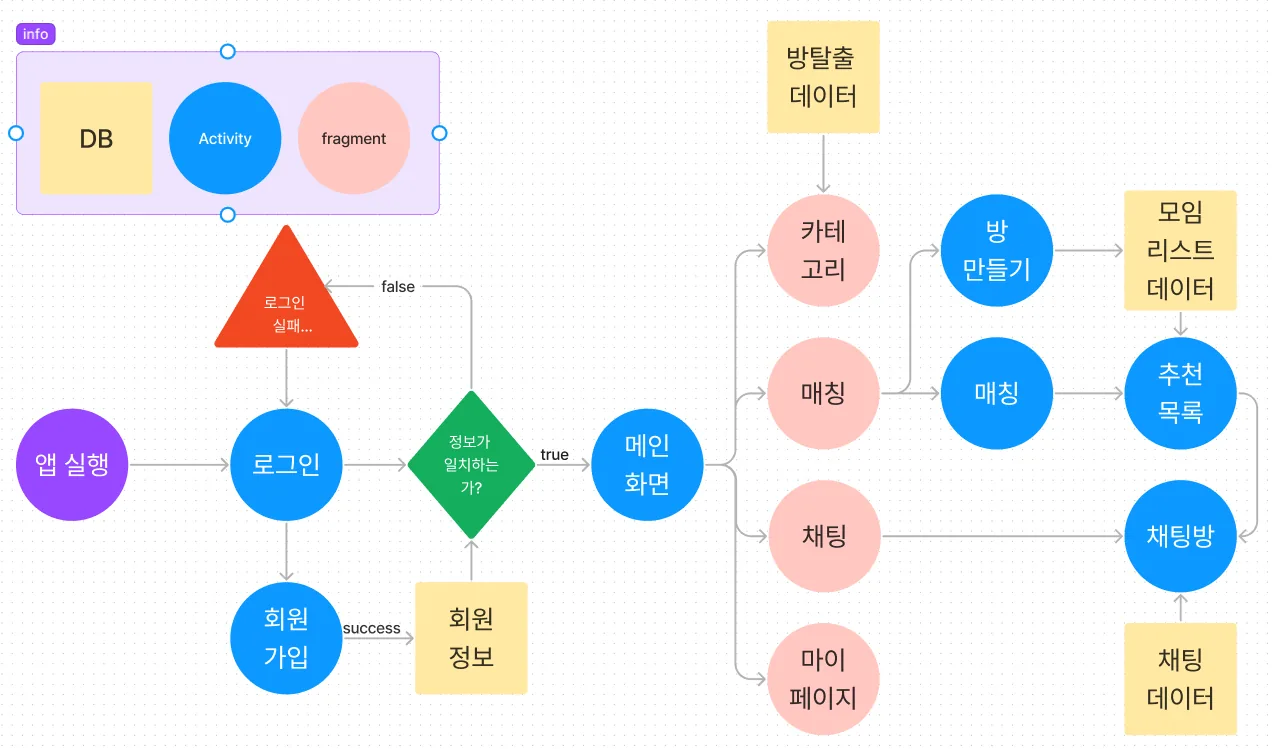 info
DB
Activity
fragment
로그인
실패...
false
앱 실행
로그인
정보가
일치하는
가?
true
회원
가입
success
회원
정보
메인
화면
방탈출
데이터
카테
고리
매칭
채팅
마이
페이지
방
만들기
매칭
모임
리스트
데이터
추천
목록
채팅방
채팅
데이터